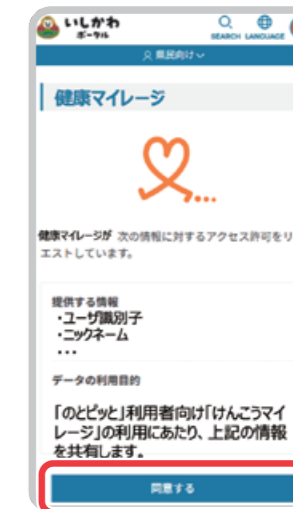 いしかわ
ポータル
SEARCH LANGUAGE
県民向け
健康マイレージ
健康マイレージが 次の情報に対するアクセス許可をリ
エストしています。
提供する情報
・ユーザ識別子
・ニックネーム
・・・
データの利用目的
「のとピッと」利用者向け「けんこうマイ
レージ」の利用にあたり、上記の情報
を共有します。
同意する